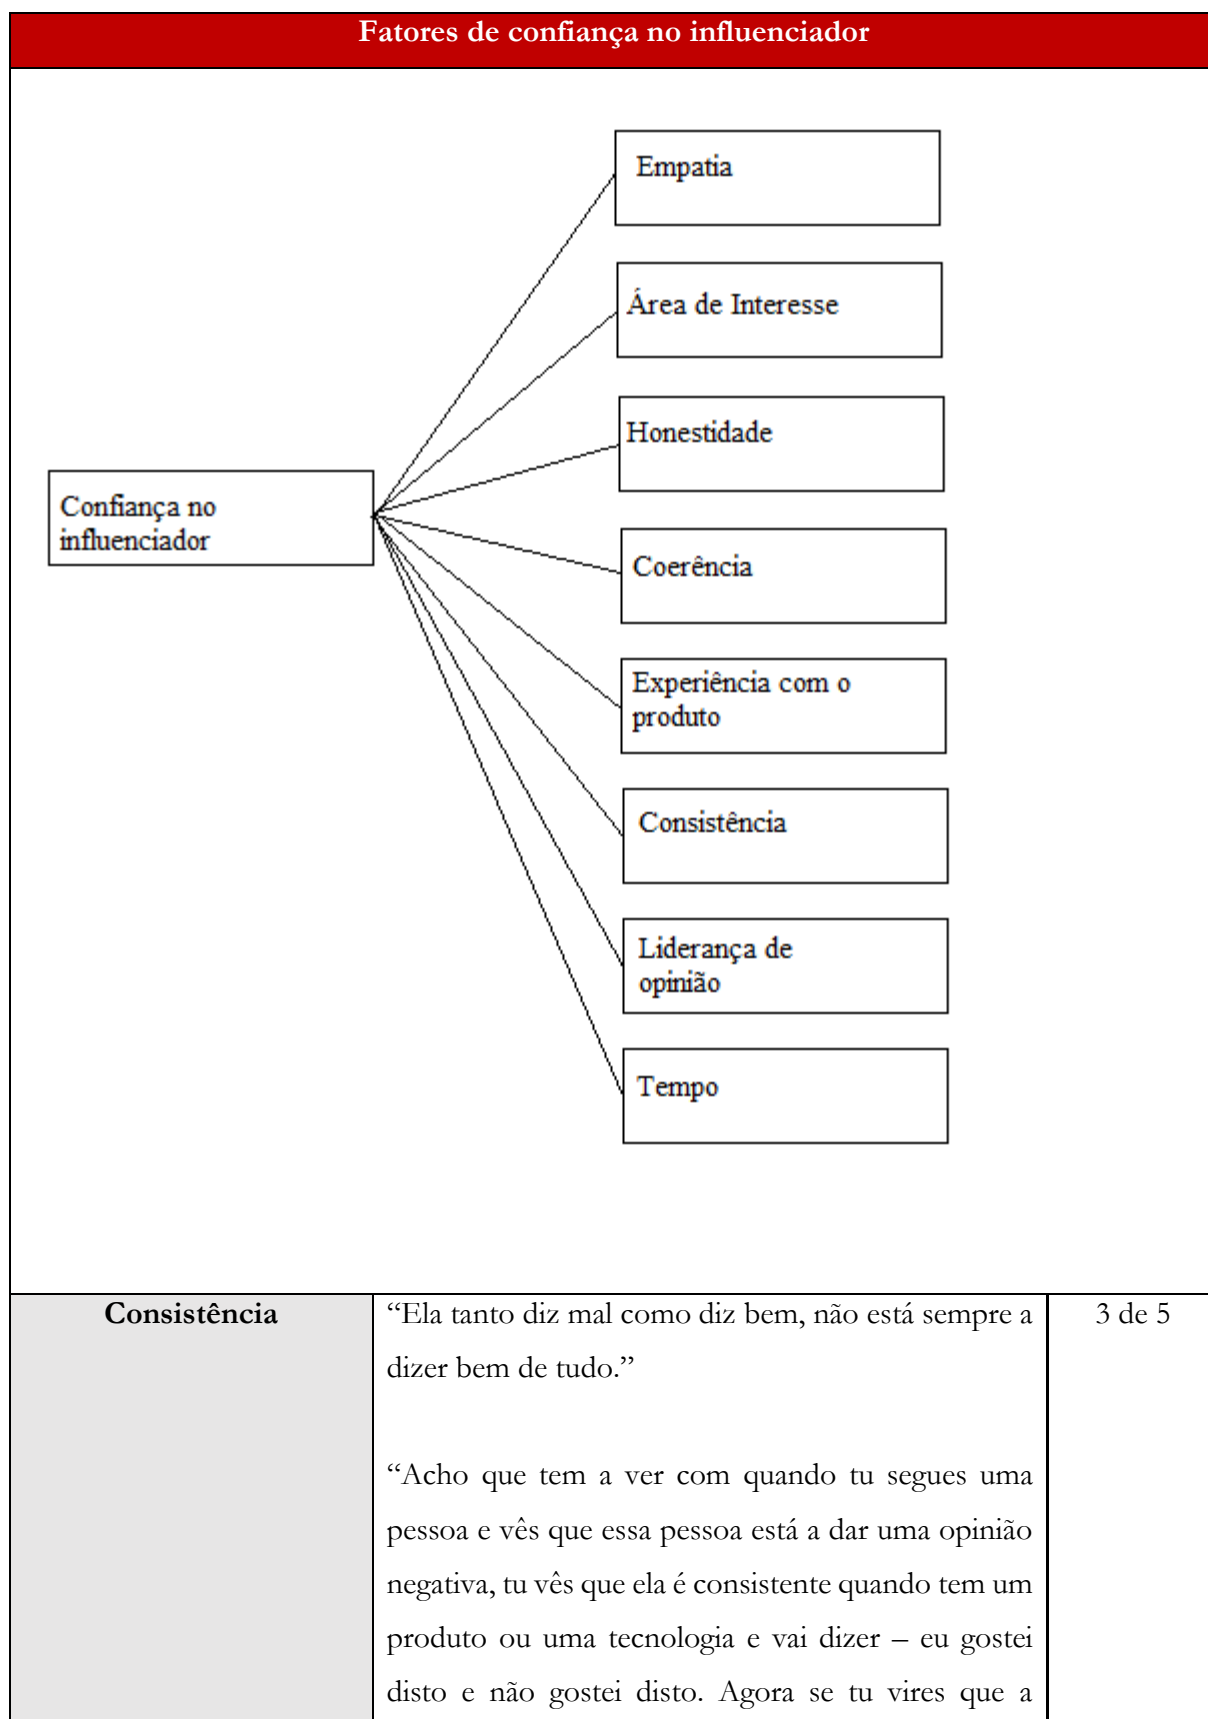 Fatores de confiança no influenciador
Empatia
Área de Interesse
Honestidade
Confiança no
influenciador
Coerência
Experiência com o
produto
Consistência
Liderança de
opinião
Tempo
Consistência
“Ela tanto diz mal como diz bem, não está sempre a
dizer bem de tudo.”
“Acho que tem a ver com quando tu segues uma
pessoa e vês que essa pessoa está a dar uma opinião
negativa, tu vês que ela é consistente quando tem um
produto ou uma tecnologia e vai dizer – eu gostei
disto e não gostei disto. Agora se tu vires que a
3 de 5